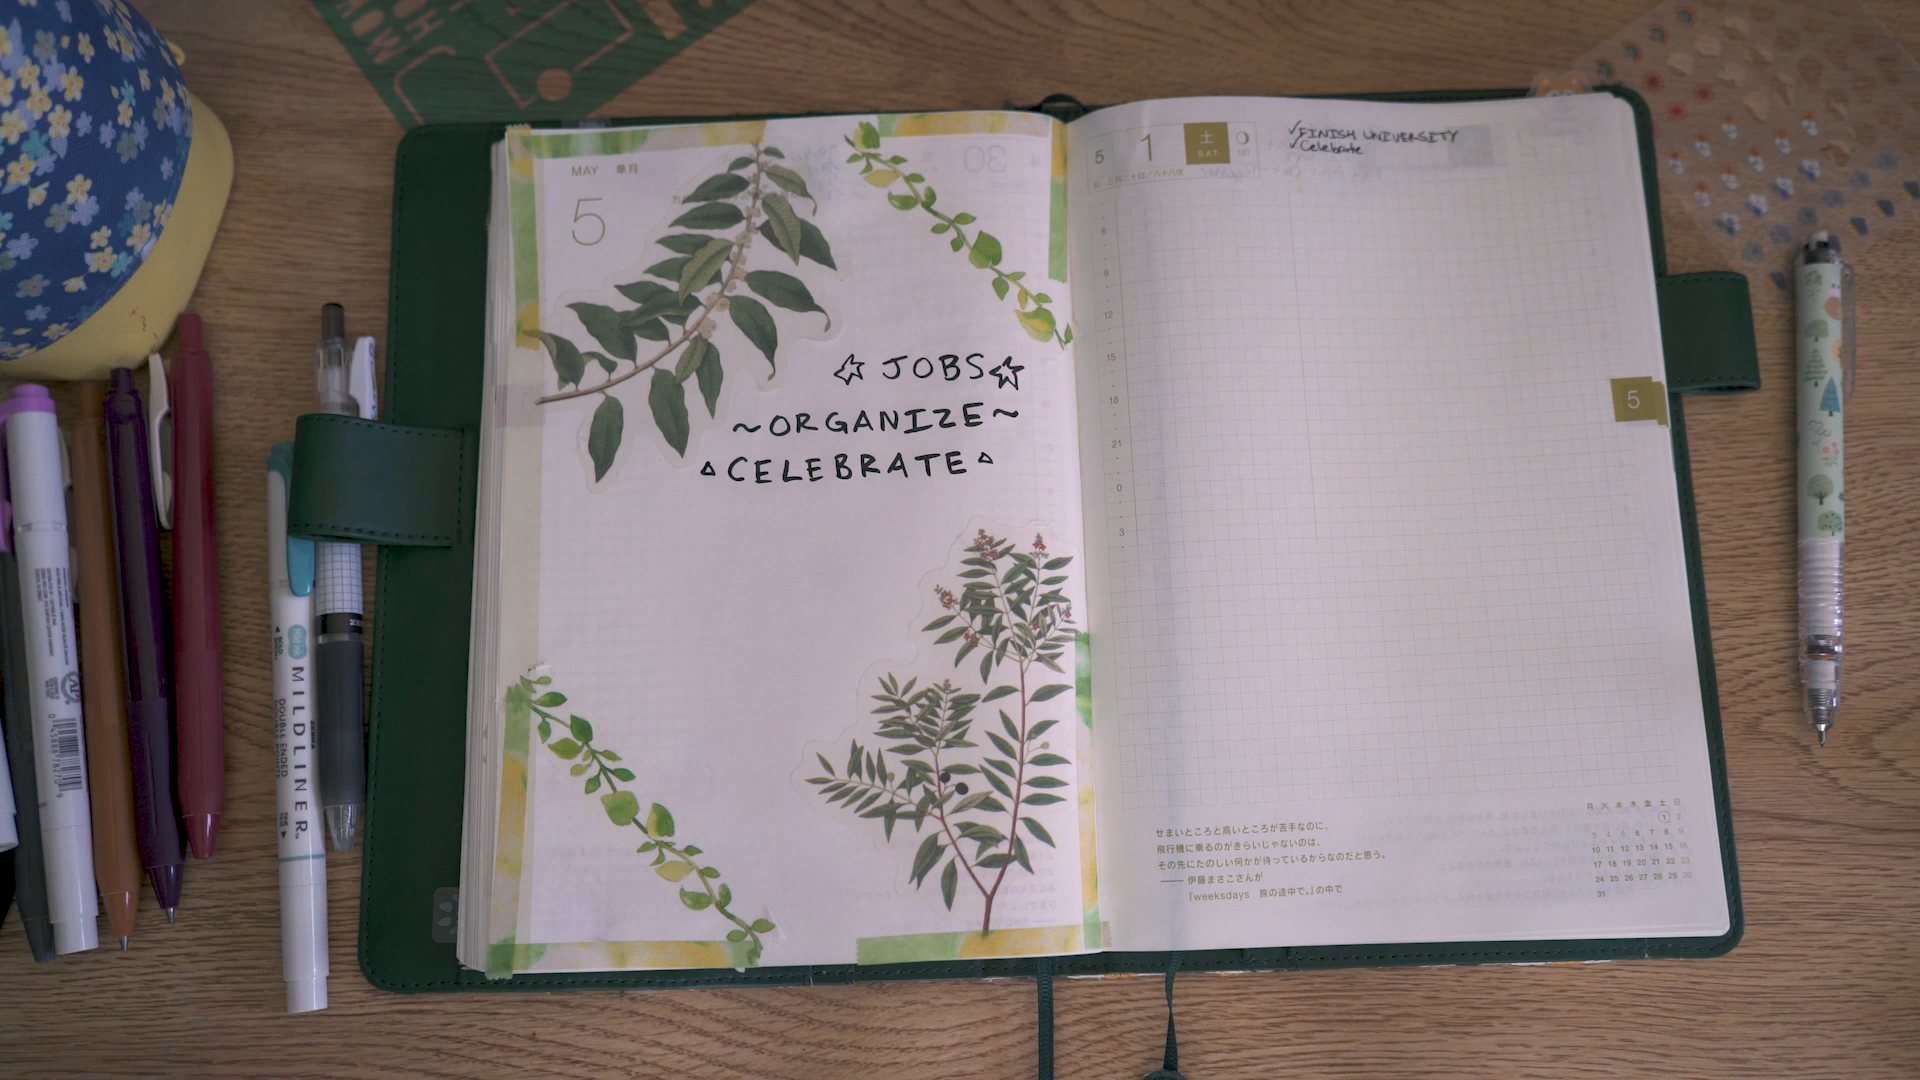 MAY 皐月
5
☆ JOBS ☆
~ORGANIZE~
△CELEBRATE△
5 1 土 SAT
✓FINISH UNIVERSITY
✓Celebrate
8
9
12
15
18
21
0
3
5
せまいところと高いところが苦手なのに、
飛行機に乗るのがきらいじゃないのは、
その先にたのしい何かが待っているからなのだと思う。
—— 伊藤まさこさんが
『weeksdays 旅の途中で。』の中で
月 火 水 木 金 土 日
1 2
3 4 5 6 7 8 9
10 11 12 13 14 15 16
17 18 19 20 21 22 23
24 25 26 27 28 29 30
31
ZEBRA
Mild ink
MILDLINER
DOUBLE ENDED